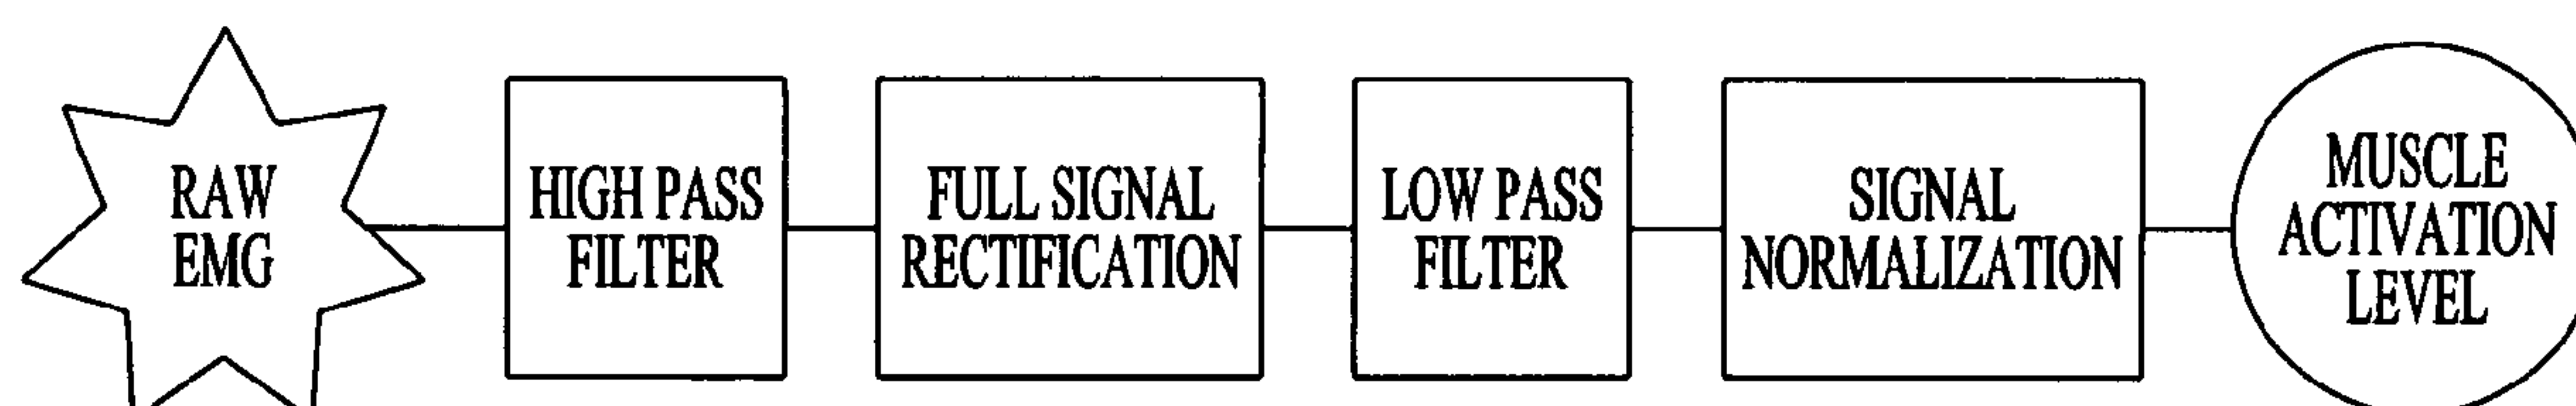 RAW
EMG
HIGH PASS
FILTER
FULL SIGNAL
RECTIFICATION
LOW PASS
FILTER
SIGNAL
NORMALIZATION
MUSCLE
ACTIVATION
LEVEL